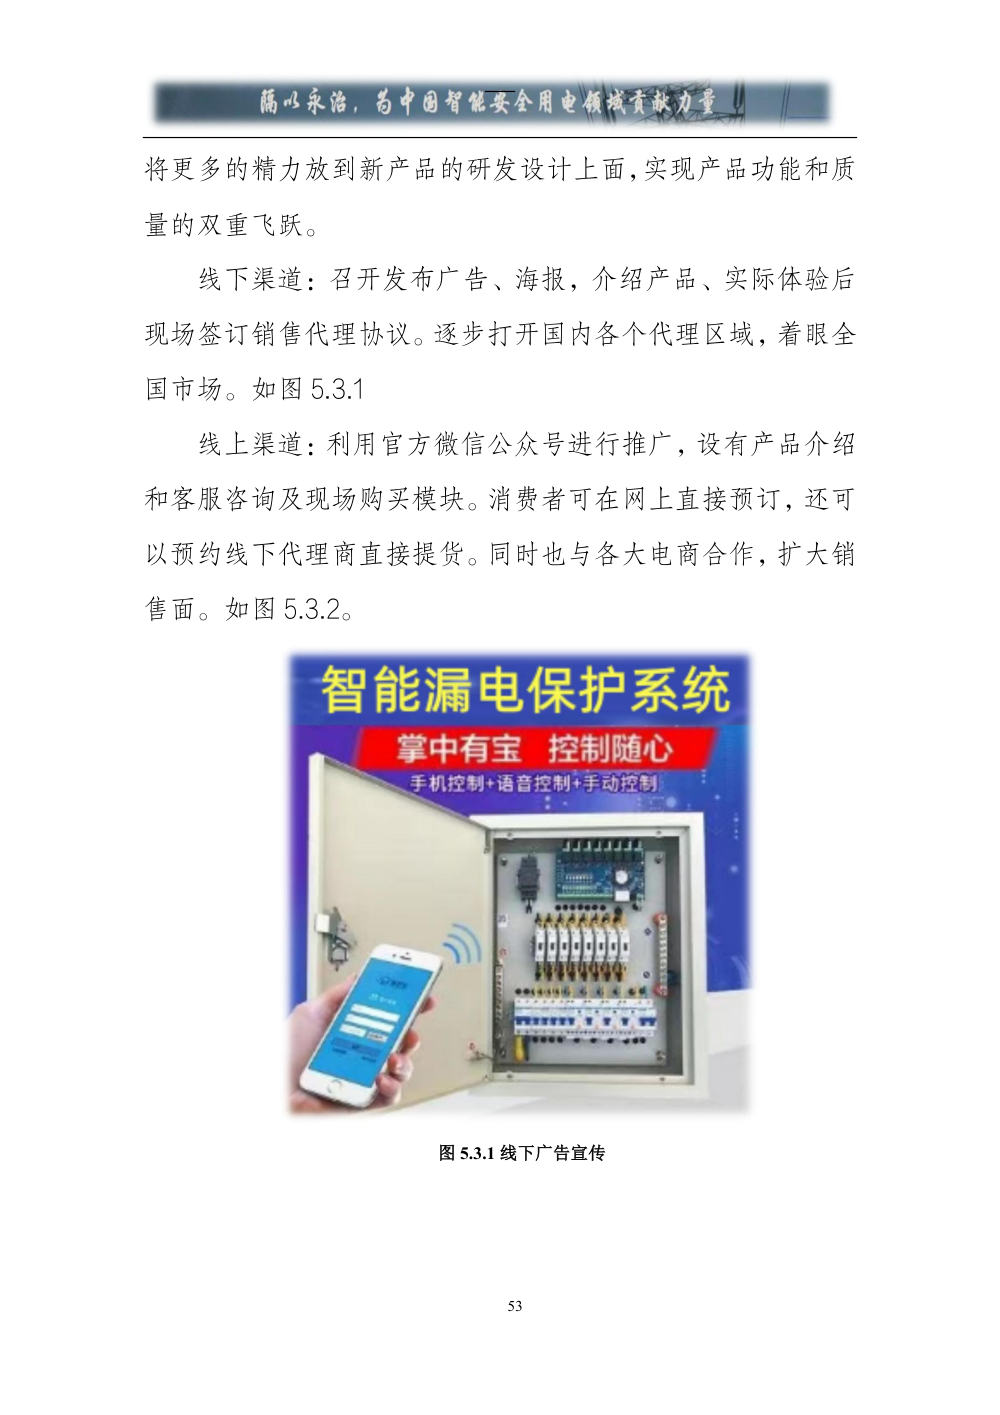 隔以永治，为中国智能安全用电领域贡献力量
将更多的精力放到新产品的研发设计上面，实现产品功能和质
量的双重飞跃。
线下渠道：召开发布广告、海报，介绍产品、实际体验后
现场签订销售代理协议。逐步打开国内各个代理区域，着眼全
国市场。如图 5.3.1
线上渠道：利用官方微信公众号进行推广，设有产品介绍
和客服咨询及现场购买模块。消费者可在网上直接预订，还可
以预约线下代理商直接提货。同时也与各大电商合作，扩大销
售面。如图 5.3.2。
智能漏电保护系统
掌中有宝 控制随心
手机控制+语音控制+手动控制
图 5.3.1 线下广告宣传
53